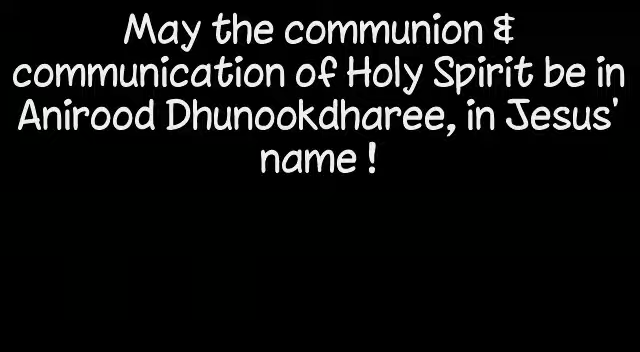 May the communion &
communication of Holy Spirit be in
Anirood Dhunookdharee, in Jesus'
name !